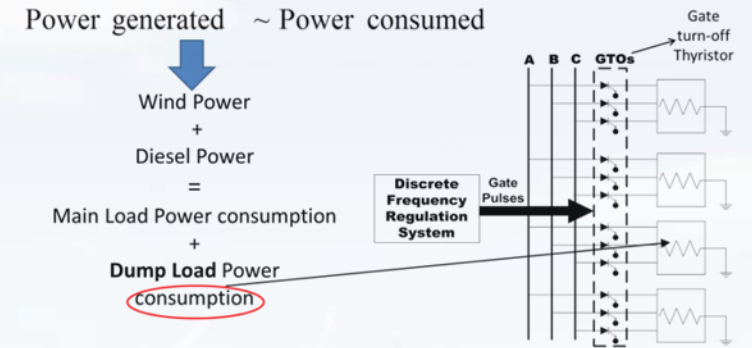 Power generated ~ Power consumed
Wind Power
+
Diesel Power
=
Main Load Power consumption
+
Dump Load Power
consumption
Gate
turn-off
Thyristor
A B C GTOs
Discrete
Frequency
Regulation
System
Gate
Pulses